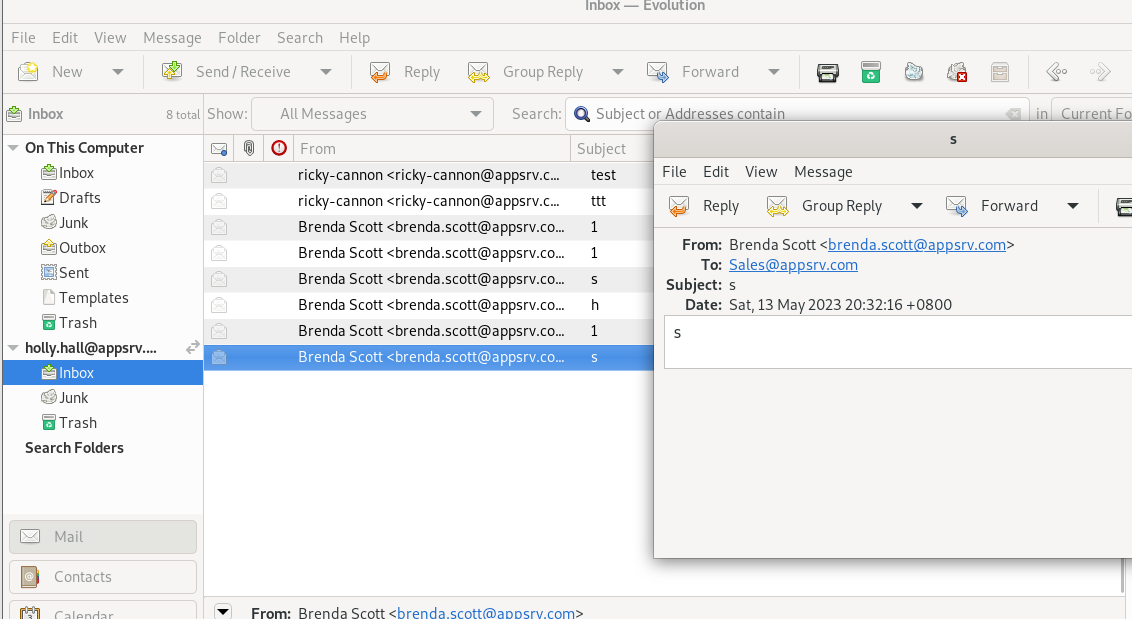 Inbox — Evolution
File Edit View Message Folder Search Help
New Send / Receive Reply Group Reply Forward
Inbox 8 total Show: All Messages Search: Subject or Addresses contain in Current Fo
On This Computer
Inbox
Drafts
Junk
Outbox
Sent
Templates
Trash
holly.hall@appsrv....
Inbox
Junk
Trash
Search Folders
Mail
Contacts
Calendar
From Subject
ricky-cannon <ricky-cannon@appsrv.c... test
ricky-cannon <ricky-cannon@appsrv.c... ttt
Brenda Scott <brenda.scott@appsrv.co... 1
Brenda Scott <brenda.scott@appsrv.co... 1
Brenda Scott <brenda.scott@appsrv.co... s
Brenda Scott <brenda.scott@appsrv.co... h
Brenda Scott <brenda.scott@appsrv.co... 1
Brenda Scott <brenda.scott@appsrv.co... s
From: Brenda Scott <brenda.scott@appsrv.com>
s
File Edit View Message
Reply Group Reply Forward
From: Brenda Scott <brenda.scott@appsrv.com>
To: Sales@appsrv.com
Subject: s
Date: Sat, 13 May 2023 20:32:16 +0800
s